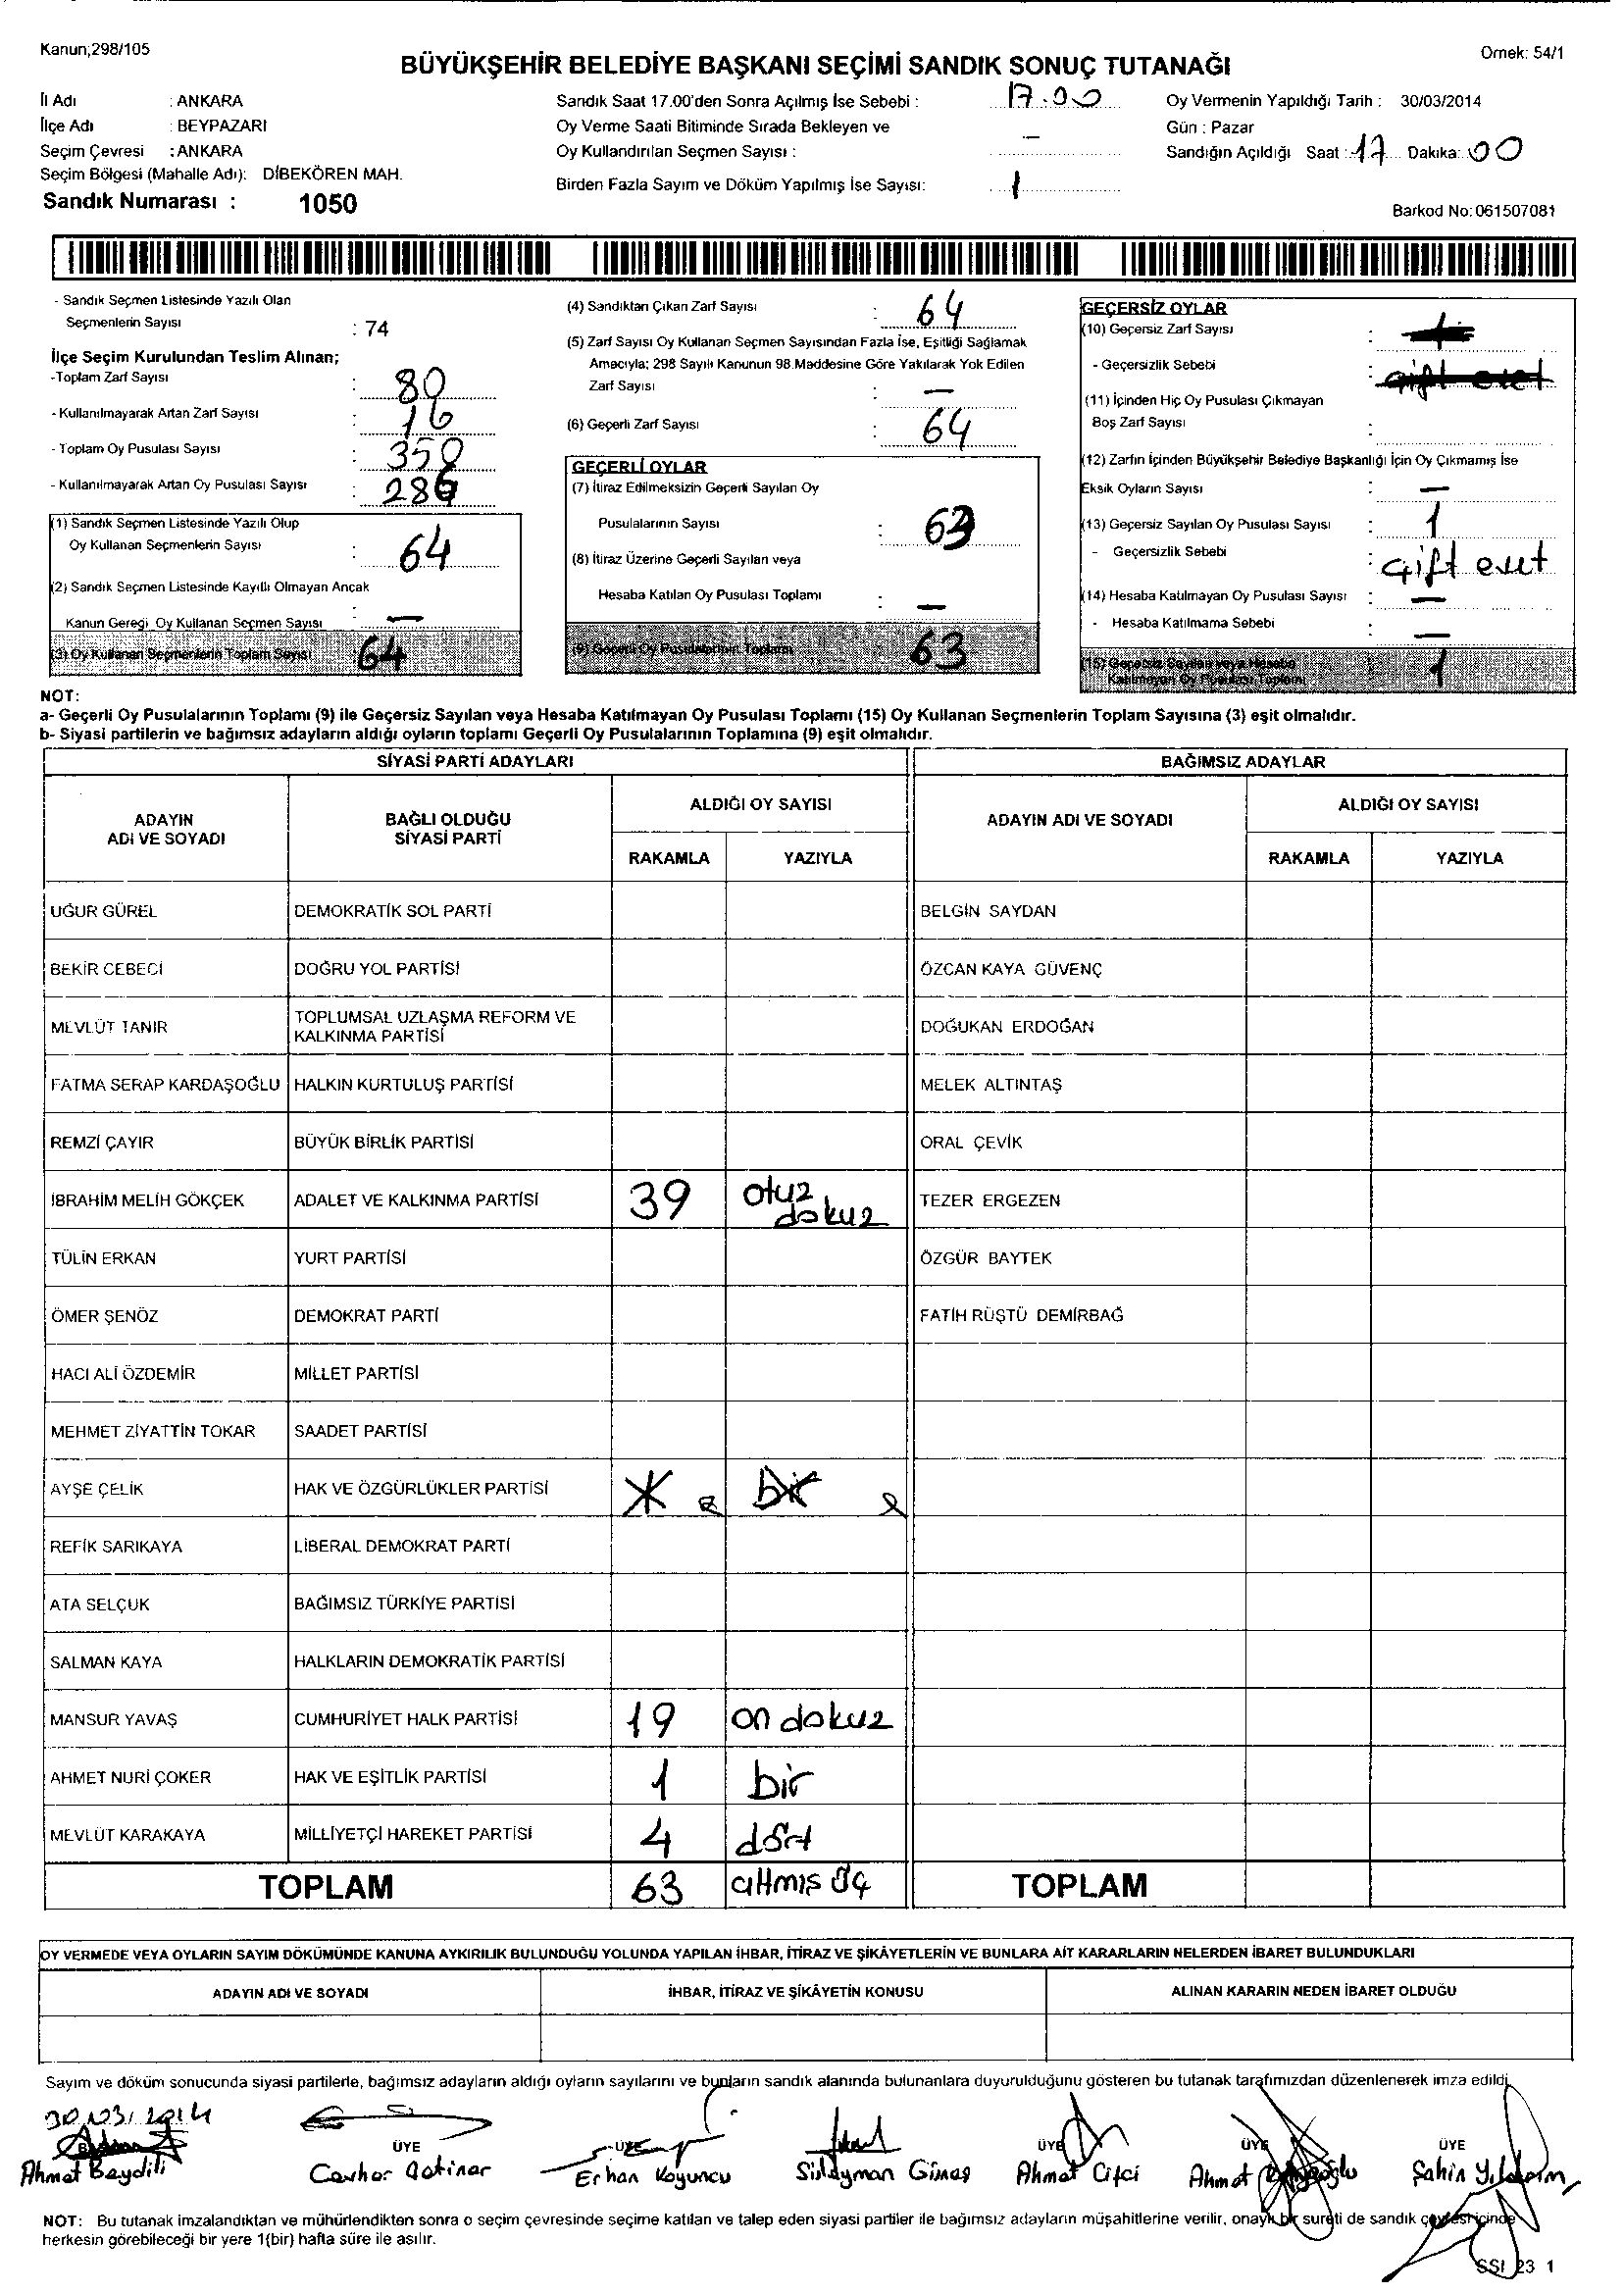 Kanun;298/105
Örnek: 54/1
BÜYÜKŞEHİR BELEDİYE BAŞKANI SEÇİMİ SANDIK SONUÇ TUTANAĞI
İl Adı : ANKARA
İlçe Adı : BEYPAZARI
Seçim Çevresi : ANKARA
Seçim Bölgesi (Mahalle Adı): DİBEKÖREN MAH.
Sandık Numarası : 1050
Sandık Saat 17.00'den Sonra Açılmış İse Sebebi : 17.00
Oy Verme Saati Bitiminde Sırada Bekleyen ve
Oy Kullandırılan Seçmen Sayısı : —
Birden Fazla Sayım ve Döküm Yapılmış İse Sayısı: 1
Oy Vermenin Yapıldığı Tarih : 30/03/2014
Gün : Pazar
Sandığın Açıldığı Saat : 17 Dakika: 00
Barkod No: 061507081
- Sandık Seçmen Listesinde Yazılı Olan
Seçmenlerin Sayısı : 74
İlçe Seçim Kurulundan Teslim Alınan;
-Toplam Zarf Sayısı : 80
- Kullanılmayarak Artan Zarf Sayısı : 16
- Toplam Oy Pusulası Sayısı : 350
- Kullanılmayarak Artan Oy Pusulası Sayısı : 286
(1) Sandık Seçmen Listesinde Yazılı Olup
Oy Kullanan Seçmenlerin Sayısı : 64
(2) Sandık Seçmen Listesinde Kayıtlı Olmayan Ancak
Kanun Gereği Oy Kullanan Seçmen Sayısı : —
(3) Oy Kullanan Seçmenlerin Toplam Sayısı 64
(4) Sandıktan Çıkan Zarf Sayısı : 64
(5) Zarf Sayısı Oy Kullanan Seçmen Sayısından Fazla İse, Eşitliği Sağlamak
Amacıyla; 298 Sayılı Kanunun 98.Maddesine Göre Yakılarak Yok Edilen
Zarf Sayısı : —
(6) Geçerli Zarf Sayısı : 64
GEÇERLİ OYLAR
(7) İtiraz Edilmeksizin Geçerli Sayılan Oy
Pusulalarının Sayısı : 63
(8) İtiraz Üzerine Geçerli Sayılan veya
Hesaba Katılan Oy Pusulası Toplamı : —
(9) Geçerli Oy Pusulalarının Toplamı 63
GEÇERSİZ OYLAR
(10) Geçersiz Zarf Sayısı :
- Geçersizlik Sebebi : çift evet
(11) İçinden Hiç Oy Pusulası Çıkmayan
Boş Zarf Sayısı :
(12) Zarfın İçinden Büyükşehir Belediye Başkanlığı İçin Oy Çıkmamış İse
Eksik Oyların Sayısı : —
(13) Geçersiz Sayılan Oy Pusulası Sayısı : 1
- Geçersizlik Sebebi : çift evet
(14) Hesaba Katılmayan Oy Pusulası Sayısı : —
- Hesaba Katılmama Sebebi : —
(15) Geçersiz Sayılan veya Hesaba
Katılmayan Oy Pusulası Toplamı 1
NOT:
a- Geçerli Oy Pusulalarının Toplamı (9) ile Geçersiz Sayılan veya Hesaba Katılmayan Oy Pusulası Toplamı (15) Oy Kullanan Seçmenlerin Toplam Sayısına (3) eşit olmalıdır.
b- Siyasi partilerin ve bağımsız adayların aldığı oyların toplamı Geçerli Oy Pusulalarının Toplamına (9) eşit olmalıdır.
SİYASİ PARTİ ADAYLARI
BAĞIMSIZ ADAYLAR
ADAYIN
ADI VE SOYADI
BAĞLI OLDUĞU
SİYASİ PARTİ
ALDIĞI OY SAYISI
RAKAMLA YAZIYLA
ADAYIN ADI VE SOYADI
ALDIĞI OY SAYISI
RAKAMLA YAZIYLA
UĞUR GÜREL DEMOKRATİK SOL PARTİ BELGİN SAYDAN
BEKİR CEBECİ DOĞRU YOL PARTİSİ ÖZCAN KAYA GÜVENÇ
MEVLÜT TANIR TOPLUMSAL UZLAŞMA REFORM VE
KALKINMA PARTİSİ DOĞUKAN ERDOĞAN
FATMA SERAP KARDAŞOĞLU HALKIN KURTULUŞ PARTİSİ MELEK ALTINTAŞ
REMZİ ÇAYIR BÜYÜK BİRLİK PARTİSİ ORAL ÇEVİK
İBRAHİM MELİH GÖKÇEK ADALET VE KALKINMA PARTİSİ 39 otuz dokuz TEZER ERGEZEN
TÜLİN ERKAN YURT PARTİSİ ÖZGÜR BAYTEK
ÖMER ŞENÖZ DEMOKRAT PARTİ FATİH RÜŞTÜ DEMİRBAĞ
HACI ALİ ÖZDEMİR MİLLET PARTİSİ
MEHMET ZİYATTİN TOKAR SAADET PARTİSİ
AYŞE ÇELİK HAK VE ÖZGÜRLÜKLER PARTİSİ bir
REFİK SARIKAYA LİBERAL DEMOKRAT PARTİ
ATA SELÇUK BAĞIMSIZ TÜRKİYE PARTİSİ
SALMAN KAYA HALKLARIN DEMOKRATİK PARTİSİ
MANSUR YAVAŞ CUMHURİYET HALK PARTİSİ 19 on dokuz
AHMET NURİ ÇOKER HAK VE EŞİTLİK PARTİSİ 1 bir
MEVLÜT KARAKAYA MİLLİYETÇİ HAREKET PARTİSİ 4 dört
TOPLAM 63 altmış üç TOPLAM
OY VERMEDE VEYA OYLARIN SAYIM DÖKÜMÜNDE KANUNA AYKIRILIK BULUNDUĞU YOLUNDA YAPILAN İHBAR, İTİRAZ VE ŞİKÂYETLERİN VE BUNLARA AİT KARARLARIN NELERDEN İBARET BULUNDUKLARI
ADAYIN ADI VE SOYADI İHBAR, İTİRAZ VE ŞİKÂYETİN KONUSU ALINAN KARARIN NEDEN İBARET OLDUĞU
Sayım ve döküm sonucunda siyasi partilerle, bağımsız adayların aldığı oyların sayılarını ve bunların sandık alanında bulunanlara duyurulduğunu gösteren bu tutanak tarafımızdan düzenlenerek imza edildi
30/03/2014
ÜYE ÜYE ÜYE ÜYE ÜYE
Ahmet Baydili Erhan Koyuncu Süleyman Güneş Ahmet Çifci Ahmet Şahin Yıldırım
NOT: Bu tutanak imzalandıktan ve mühürlendikten sonra o seçim çevresinde seçime katılan ve talep eden siyasi partiler ile bağımsız adayların müşahitlerine verilir, onaylı bir sureti de sandık çevresi içinde
herkesin görebileceği bir yere 1(bir) hafta süre ile asılır.
SSI 23 1